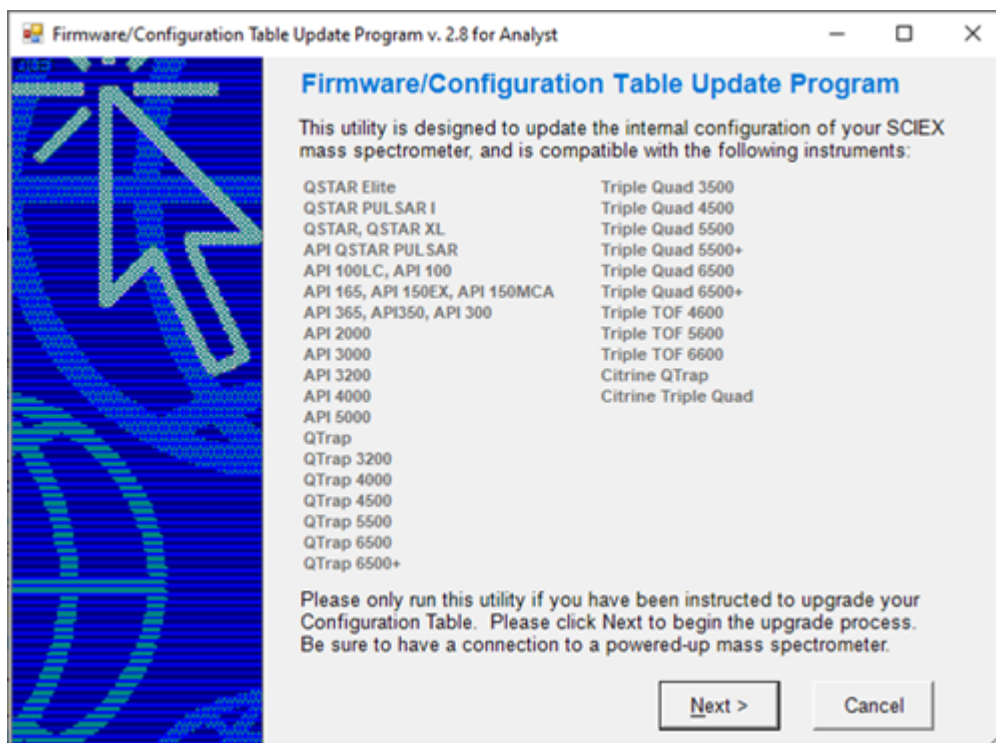 Firmware/Configuration Table Update Program v. 2.8 for Analyst
Firmware/Configuration Table Update Program
This utility is designed to update the internal configuration of your SCIEX
mass spectrometer, and is compatible with the following instruments:
QSTAR Elite
QSTAR PULSAR I
QSTAR, QSTAR XL
API QSTAR PULSAR
API 100LC, API 100
API 165, API 150EX, API 150MCA
API 365, API350, API 300
API 2000
API 3000
API 3200
API 4000
API 5000
QTrap
QTrap 3200
QTrap 4000
QTrap 4500
QTrap 5500
QTrap 6500
QTrap 6500+
Triple Quad 3500
Triple Quad 4500
Triple Quad 5500
Triple Quad 5500+
Triple Quad 6500
Triple Quad 6500+
Triple TOF 4600
Triple TOF 5600
Triple TOF 6600
Citrine QTrap
Citrine Triple Quad
Please only run this utility if you have been instructed to upgrade your
Configuration Table.  Please click Next to begin the upgrade process.
Be sure to have a connection to a powered-up mass spectrometer.
Next >
Cancel